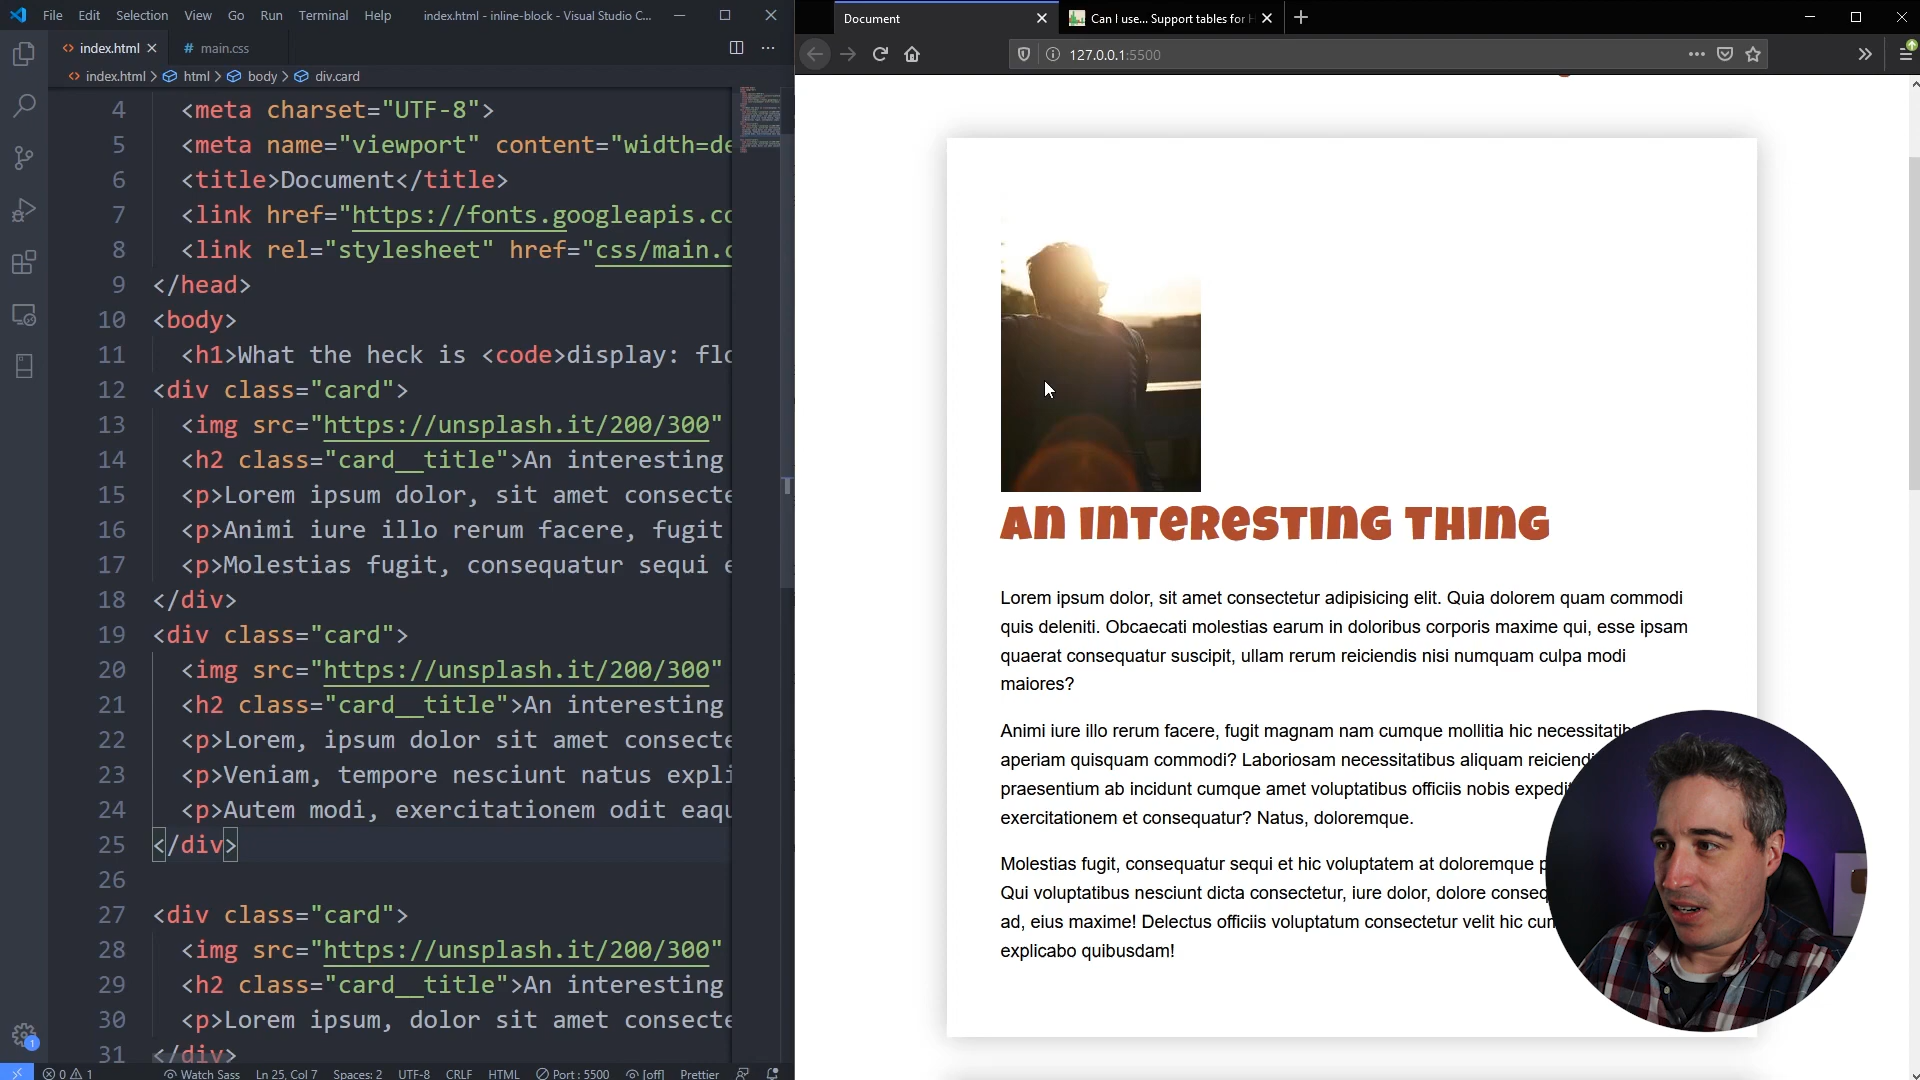 File Edit Selection View Go Run Terminal Help index.html - inline-block - Visual Studio C...
index.html
# main.css
index.html > html > body > div.card
4 <meta charset="UTF-8">
5 <meta name="viewport" content="width=de
6 <title>Document</title>
7 <link href="https://fonts.googleapis.co
8 <link rel="stylesheet" href="css/main.c
9 </head>
10 <body>
11 <h1>What the heck is <code>display: flo
12 <div class="card">
13 <img src="https://unsplash.it/200/300"
14 <h2 class="card__title">An interesting
15 <p>Lorem ipsum dolor, sit amet consecte
16 <p>Animi iure illo rerum facere, fugit
17 <p>Molestias fugit, consequatur sequi e
18 </div>
19 <div class="card">
20 <img src="https://unsplash.it/200/300"
21 <h2 class="card__title">An interesting
22 <p>Lorem, ipsum dolor sit amet consecte
23 <p>Veniam, tempore nesciunt natus expli
24 <p>Autem modi, exercitationem odit eaqu
25 </div>
26
27 <div class="card">
28 <img src="https://unsplash.it/200/300"
29 <h2 class="card__title">An interesting
30 <p>Lorem ipsum, dolor sit amet consecte
31 </div>
1
0 1 Watch Sass Ln 25, Col 7 Spaces: 2 UTF-8 CRLF HTML Port : 5500 [off] Prettier
Document
Can I use... Support tables for H
127.0.0.1:5500
An Interesting Thing
Lorem ipsum dolor, sit amet consectetur adipisicing elit. Quia dolorem quam commodi
quis deleniti. Obcaecati molestias earum in doloribus corporis maxime qui, esse ipsam
quaerat consequatur suscipit, ullam rerum reiciendis nisi numquam culpa modi
maiores?
Animi iure illo rerum facere, fugit magnam nam cumque mollitia hic necessitatib
aperiam quisquam commodi? Laboriosam necessitatibus aliquam reiciendi
praesentium ab incidunt cumque amet voluptatibus officiis nobis expedit
exercitationem et consequatur? Natus, doloremque.
Molestias fugit, consequatur sequi et hic voluptatem at doloremque p
Qui voluptatibus nesciunt dicta consectetur, iure dolor, dolore conseq
ad, eius maxime! Delectus officiis voluptatum consectetur velit hic cum
explicabo quibusdam!